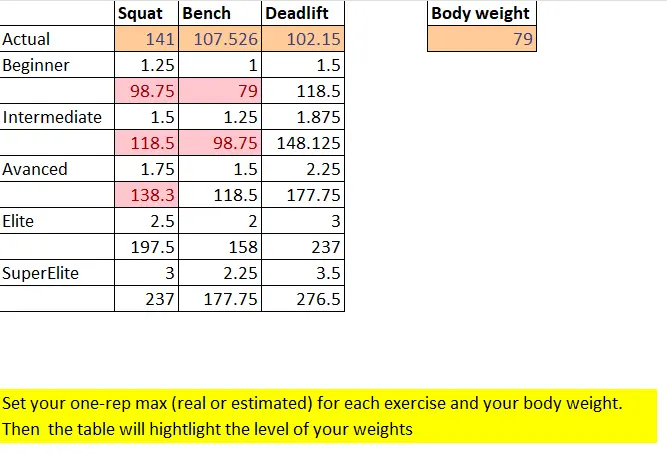 Squat Bench Deadlift Body weight
Actual 141 107.526 102.15 79
Beginner 1.25 1 1.5
98.75 79 118.5
Intermediate 1.5 1.25 1.875
118.5 98.75 148.125
Avanced 1.75 1.5 2.25
138.3 118.5 177.75
Elite 2.5 2 3
197.5 158 237
SuperElite 3 2.25 3.5
237 177.75 276.5
Set your one-rep max (real or estimated) for each exercise and your body weight.
Then the table will hightlight the level of your weights